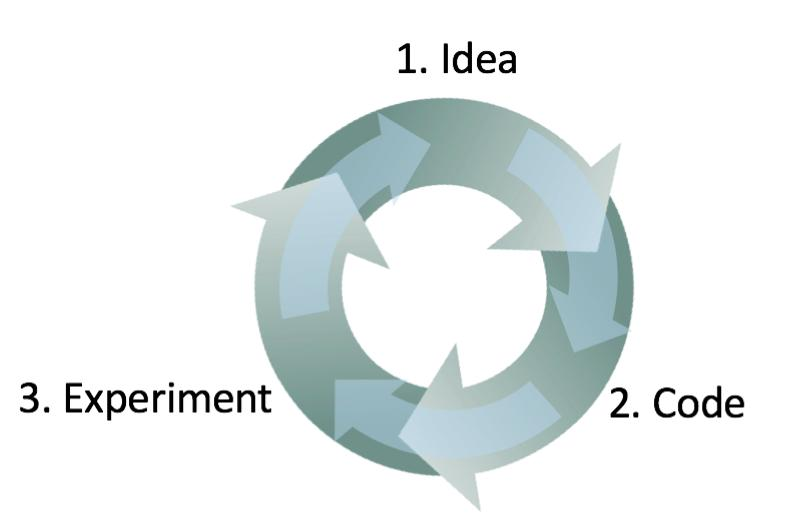 1. Idea
2. Code
3. Experiment